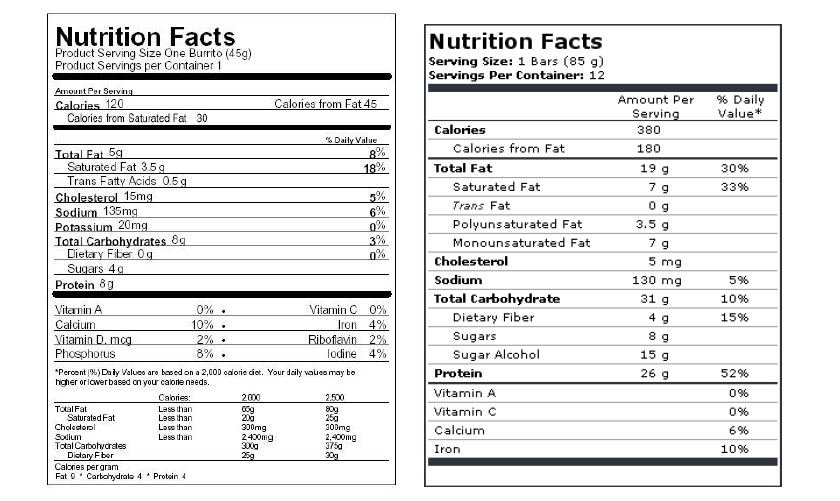 Nutrition Facts
Product Serving Size One Burrito (45g)
Product Servings per Container 1
Amount Per Serving
Calories 120 Calories from Fat 45
Calories from Saturated Fat 30
% Daily Value
Total Fat 5g 8%
Saturated Fat 3.5 g 18%
Trans Fatty Acids 0.5 g
Cholesterol 15mg 5%
Sodium 135mg 6%
Potassium 20mg 0%
Total Carbohydrates 8g 3%
Dietary Fiber 0 g 0%
Sugars 4 g
Protein 8 g
Vitamin A 0% • Vitamin C 0%
Calcium 10% • Iron 4%
Vitamin D, mcg 2% • Riboflavin 2%
Phosphorus 8% • Iodine 4%
*Percent (%) Daily Values are based on a 2,000 calorie diet. Your daily values may be
higher or lower based on your calorie needs.
Calories: 2,000 2,500
Total Fat Less than 65g 80g
Saturated Fat Less than 20g 25g
Cholesterol Less than 300mg 300mg
Sodium Less than 2,400mg 2,400mg
Total Carbohydrates 300g 375g
Dietary Fiber 25g 30g
Calories per gram
Fat 9 * Carbohydrate 4 * Protein 4
Nutrition Facts
Serving Size: 1 Bars (85 g)
Servings Per Container: 12
Amount Per % Daily
Serving Value*
Calories 380
Calories from Fat 180
Total Fat 19 g 30%
Saturated Fat 7 g 33%
Trans Fat 0 g
Polyunsaturated Fat 3.5 g
Monounsaturated Fat 7 g
Cholesterol 5 mg
Sodium 130 mg 5%
Total Carbohydrate 31 g 10%
Dietary Fiber 4 g 15%
Sugars 8 g
Sugar Alcohol 15 g
Protein 26 g 52%
Vitamin A 0%
Vitamin C 0%
Calcium 6%
Iron 10%